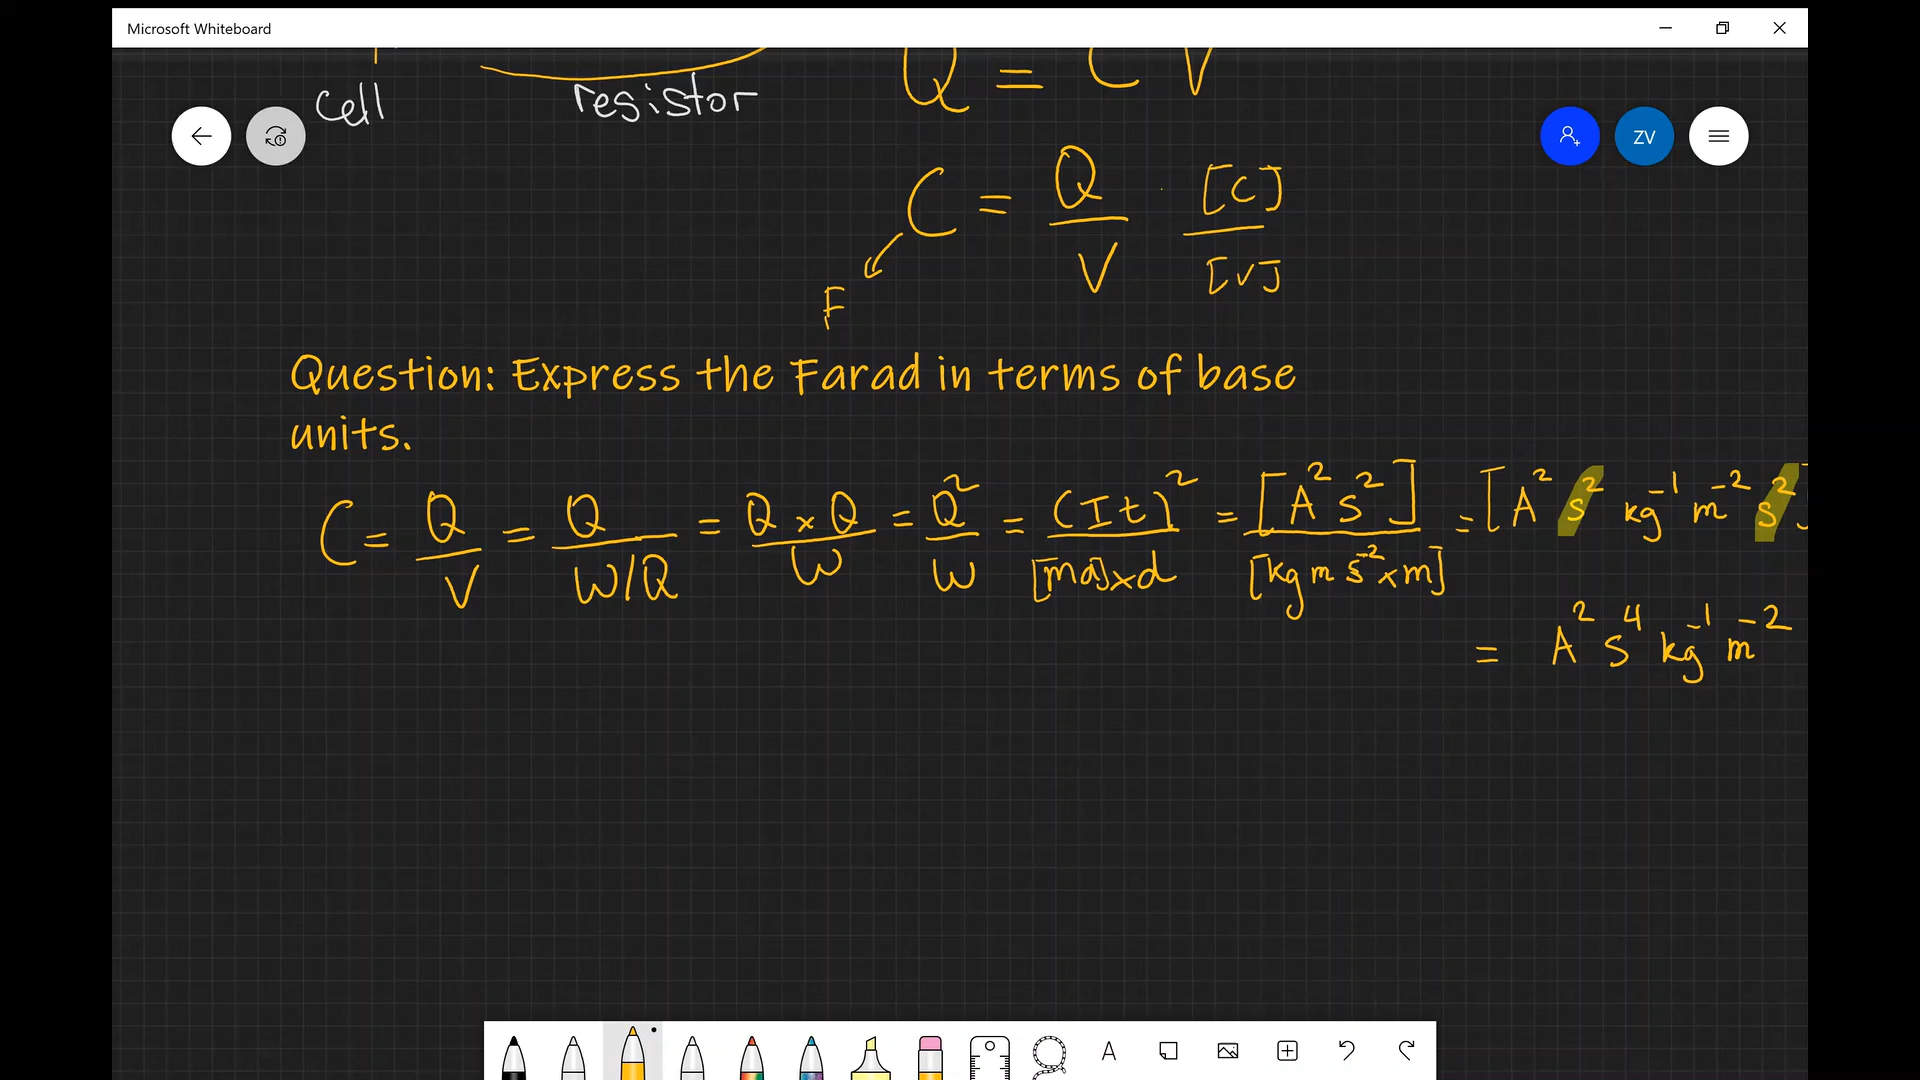 Microsoft Whiteboard
Q = C V
cell resistor
ZV
C = Q/V [C]/[V]
F
Question: Express the Farad in terms of base
units.
C = Q/V = Q/(W/Q) = Q × Q/W = Q²/W = (It)²/[ma]×d = [A² s²]/[kg m s⁻² × m] = [A² s² kg⁻¹ m⁻² s²]
= A² s⁴ kg⁻¹ m⁻²
A